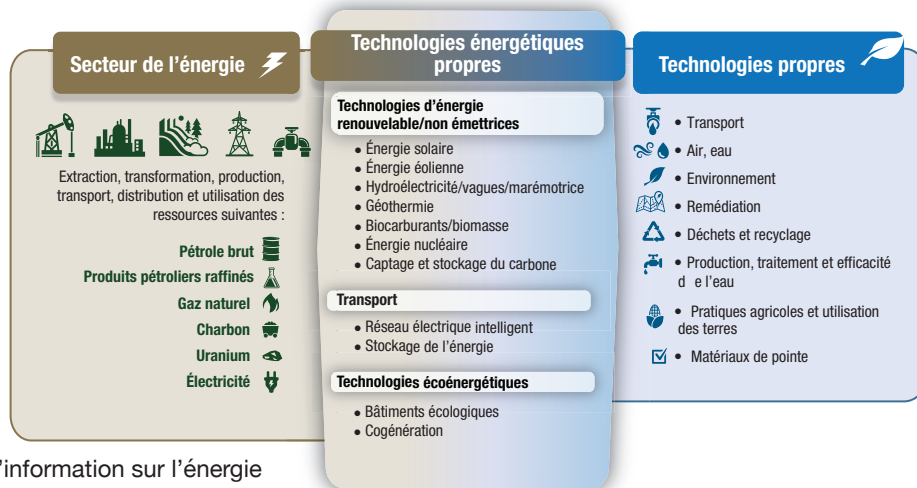 Secteur de l'énergie
Extraction, transformation, production,
transport, distribution et utilisation des
ressources suivantes :
Pétrole brut
Produits pétroliers raffinés
Gaz naturel
Charbon
Uranium
Électricité
Technologies énergétiques
propres
Technologies d'énergie
renouvelable/non émettrices
• Énergie solaire
• Énergie éolienne
• Hydroélectricité/vagues/marémotrice
• Géothermie
• Biocarburants/biomasse
• Énergie nucléaire
• Captage et stockage du carbone
Transport
• Réseau électrique intelligent
• Stockage de l'énergie
Technologies écoénergétiques
• Bâtiments écologiques
• Cogénération
Technologies propres
• Transport
• Air, eau
• Environnement
• Remédiation
• Déchets et recyclage
• Production, traitement et efficacité
d e l'eau
• Pratiques agricoles et utilisation
des terres
• Matériaux de pointe
'information sur l'énergie